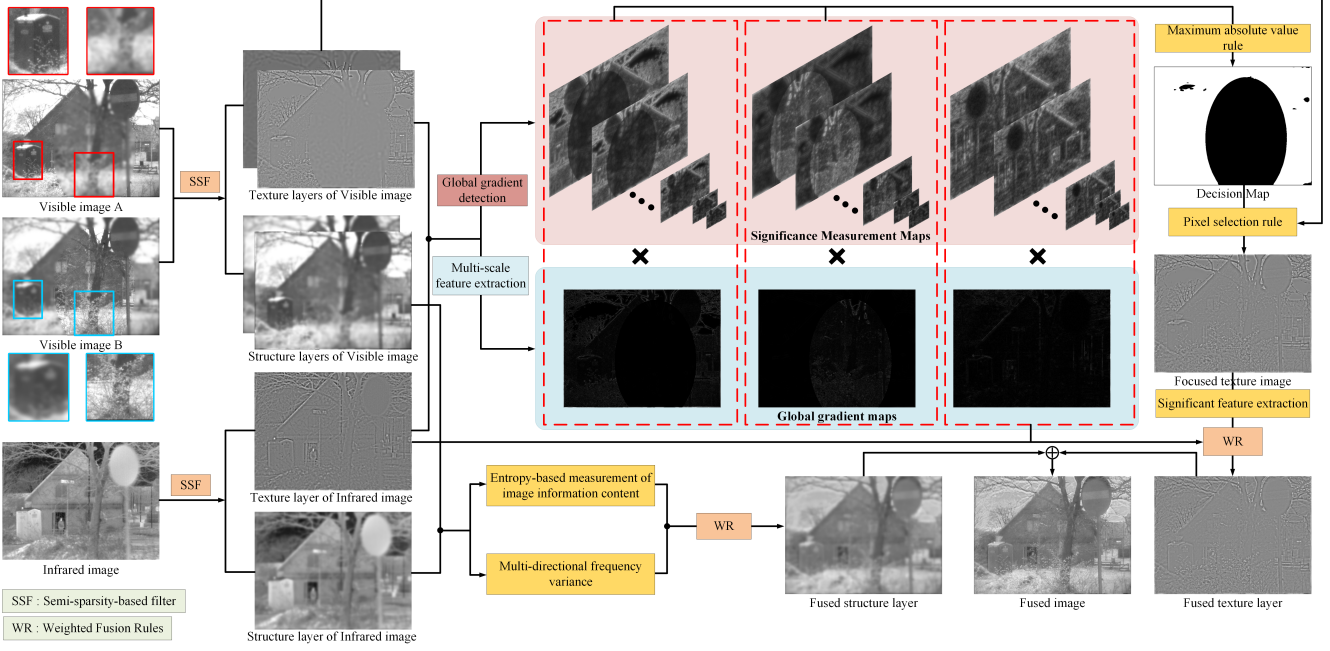 Visible image A
Visible image B
Infrared image
SSF : Semi-sparsity-based filter
WR : Weighted Fusion Rules
SSF
SSF
Texture layers of Visible image
Structure layers of Visible image
Texture layer of Infrared image
Structure layer of Infrared image
Global gradient
detection
Multi-scale
feature extraction
Significance Measurement Maps
Global gradient maps
Entropy-based measurement of
image information content
Multi-directional frequency
variance
WR
Fused structure layer
Fused image
Fused texture layer
Maximum absolute value
rule
Decision Map
Pixel selection rule
Focused texture image
Significant feature extraction
WR